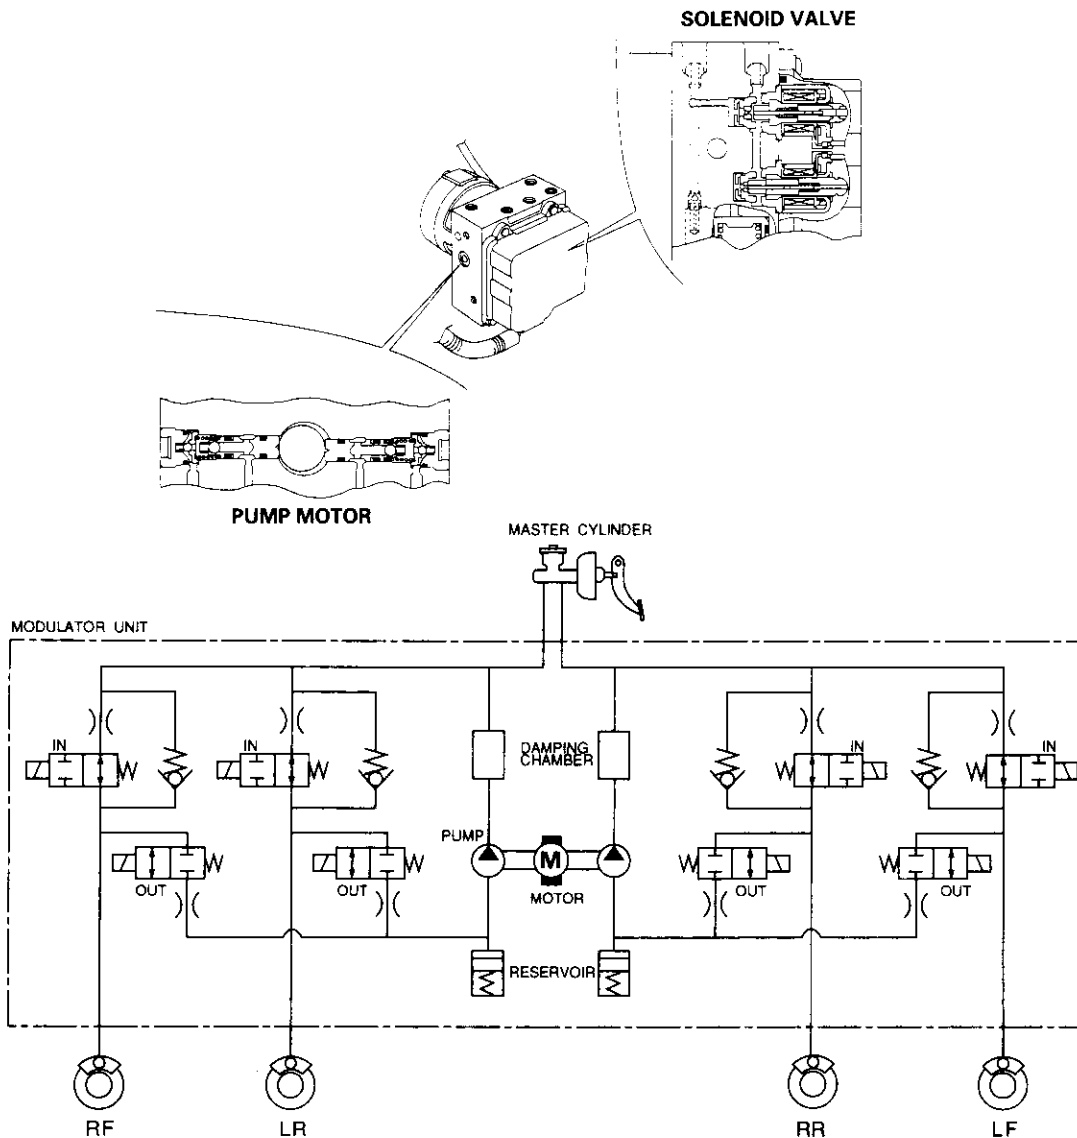 SOLENOID VALVE
PUMP MOTOR
MASTER CYLINDER
MODULATOR UNIT
IN
IN
DAMPING
CHAMBER
IN
IN
PUMP
M
OUT
OUT
MOTOR
OUT
OUT
RESERVOIR
RF
LR
RR
LF